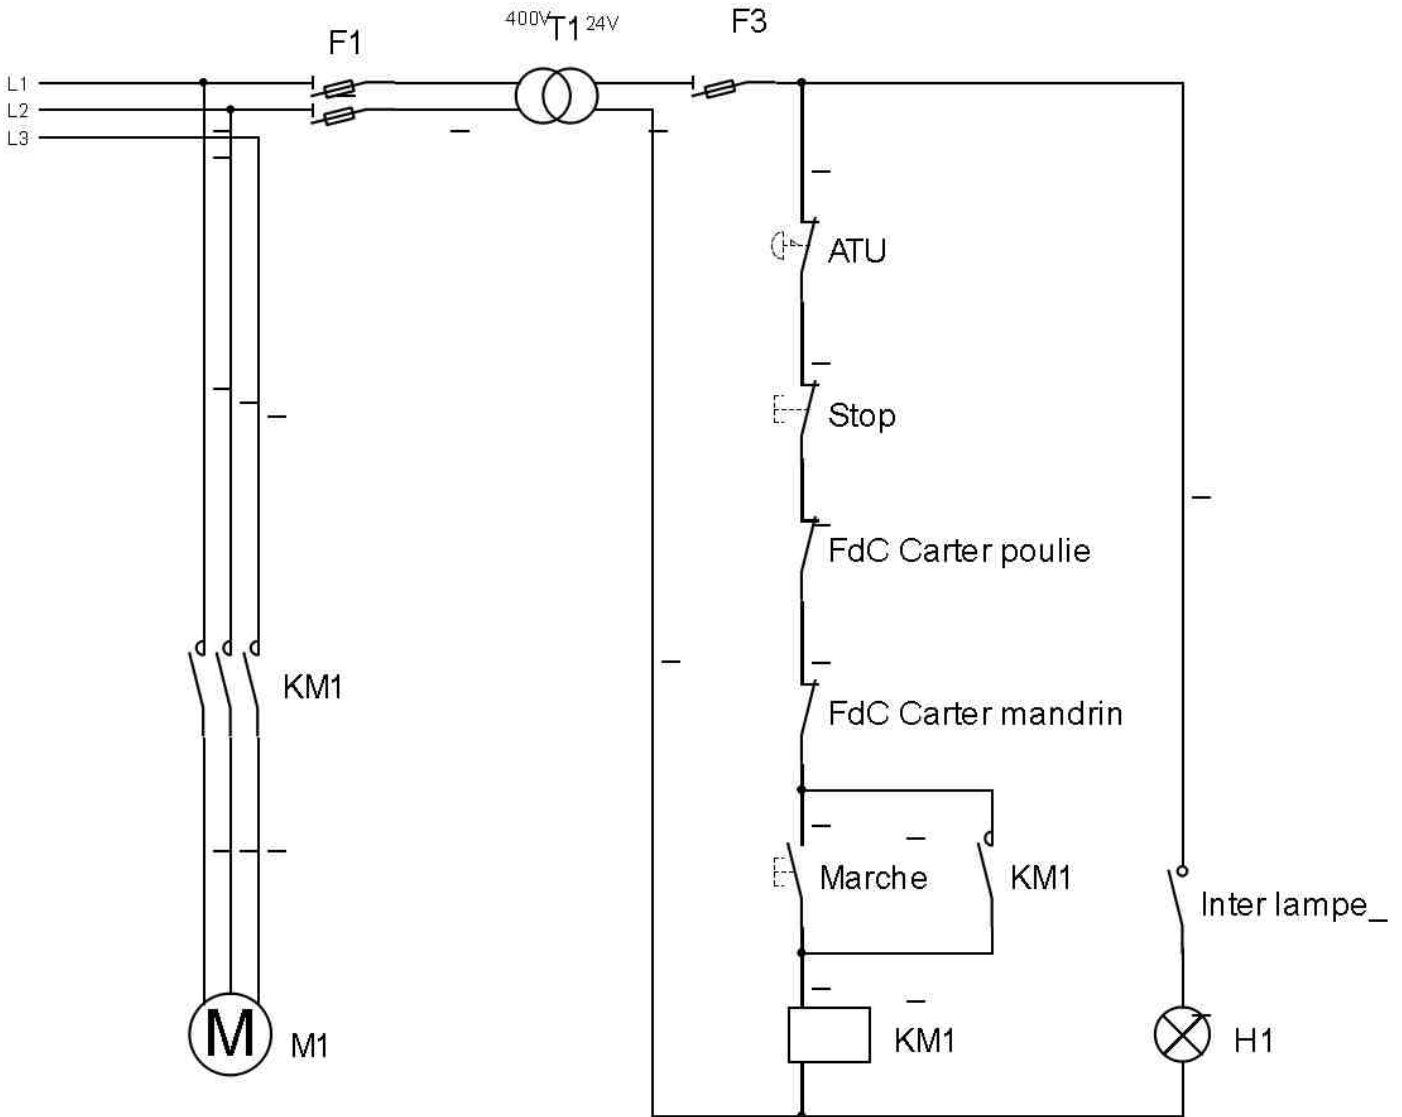 400V T1 24V
F3
F1
L1
L2
L3
ATU
Stop
FdC Carter poulie
KM1
FdC Carter mandrin
Marche
KM1
Inter lampe_
M
M1
KM1
H1